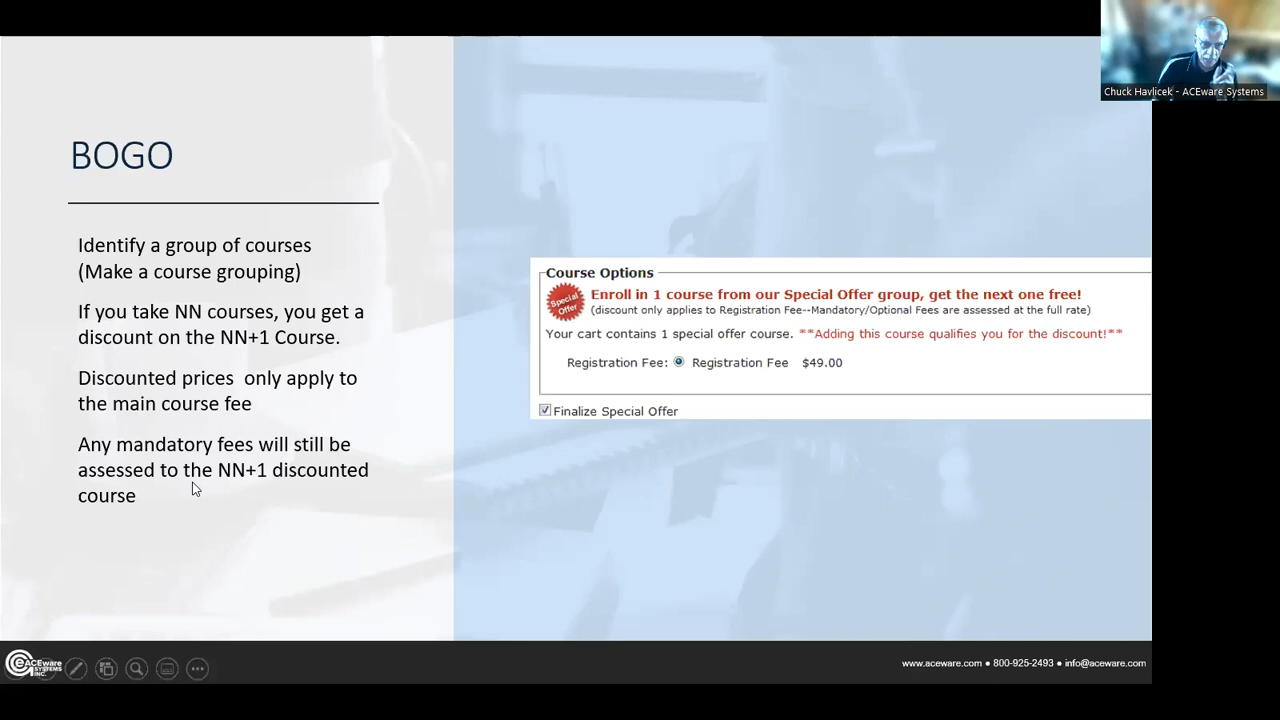 Chuck Havlicek - ACEware Systems
BOGO
Identify a group of courses
(Make a course grouping)
If you take NN courses, you get a
discount on the NN+1 Course.
Discounted prices only apply to
the main course fee
Any mandatory fees will still be
assessed to the NN+1 discounted
course
Course Options
Special
Offer
Enroll in 1 course from our Special Offer group, get the next one free!
(discount only applies to Registration Fee--Mandatory/Optional Fees are assessed at the full rate)
Your cart contains 1 special offer course. **Adding this course qualifies you for the discount!**
Registration Fee: Registration Fee $49.00
Finalize Special Offer
ACEware
SYSTEMS
INC.
www.aceware.com ● 800-925-2493 ● info@aceware.com